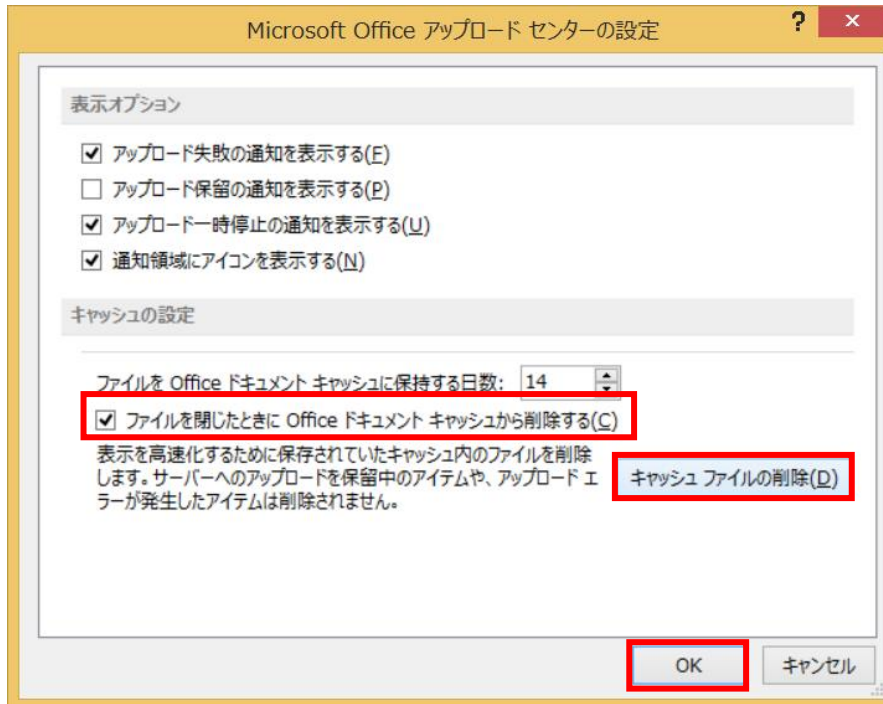 Microsoft Office アップロード センターの設定
? ×
表示オプション
アップロード失敗の通知を表示する(F)
アップロード保留の通知を表示する(P)
アップロード一時停止の通知を表示する(U)
通知領域にアイコンを表示する(N)
キャッシュの設定
ファイルを Office ドキュメント キャッシュに保持する日数: 14
ファイルを閉じたときに Office ドキュメント キャッシュから削除する(C)
表示を高速化するために保存されていたキャッシュ内のファイルを削除
します。サーバーへのアップロードを保留中のアイテムや、アップロード エ
ラーが発生したアイテムは削除されません。
キャッシュ ファイルの削除(D)
OK キャンセル